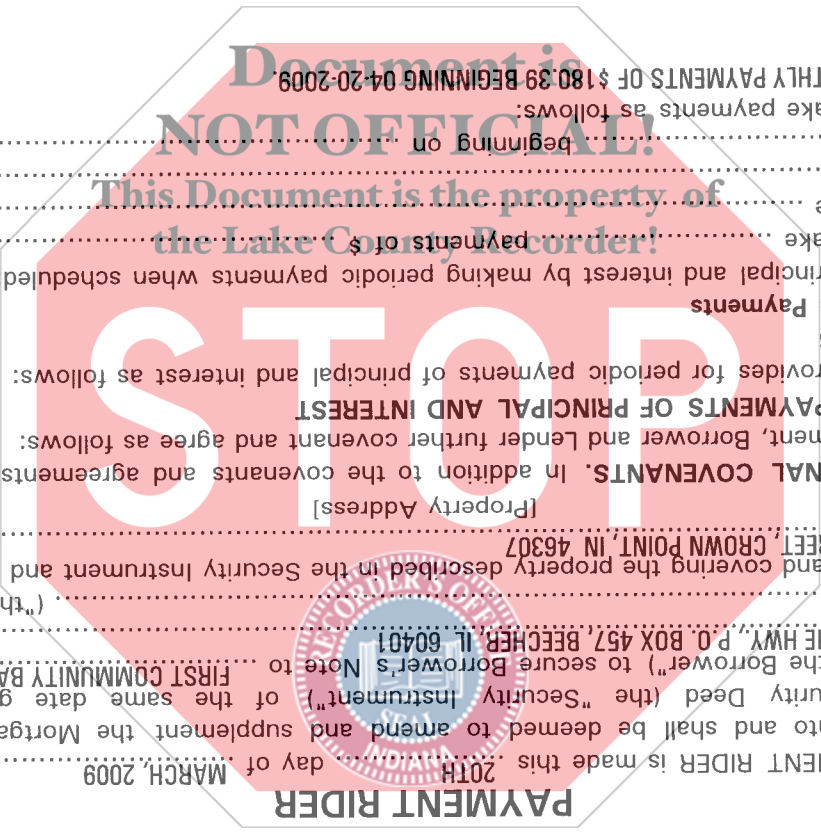 PAYMENT RIDER
MENT RIDER is made this 20TH day of MARCH, 2009
nto and shall be deemed to amend and supplement the Mortga
urity Deed (the "Security Instrument") of the same date g
the Borrower") to secure Borrower's Note to FIRST COMMUNITY BA
IE HWY., P.O. BOX 457, BEECHER, IL 60401
("th
and covering the property described in the Security Instrument and
REET, CROWN POINT, IN 46307
[Property Address]
NAL COVENANTS. In addition to the covenants and agreements
ment, Borrower and Lender further covenant and agree as follows:
PAYMENTS OF PRINCIPAL AND INTEREST
rovides for periodic payments of principal and interest as follows:
Payments
rincipal and interest by making periodic payments when scheduled
ake payments of $
e
beginning on
ake payments as follows:
THLY PAYMENTS OF $180.39 BEGINNING 04-20-2009.
Document is
NOT OFFICIAL!
This Document is the property of
the Lake County Recorder!
STOP
RECORDER'S OFFICE
SEAL
INDIANA